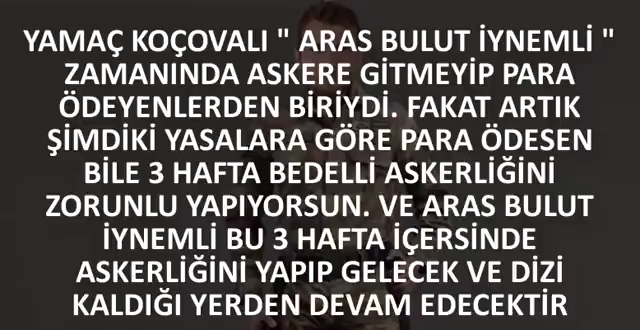 YAMAÇ KOÇOVALI " ARAS BULUT İYNEMLİ "
ZAMANINDA ASKERE GİTMEYİP PARA
ÖDEYENLERDEN BİRİYDİ. FAKAT ARTIK
ŞİMDİKİ YASALARA GÖRE PARA ÖDESEN
BİLE 3 HAFTA BEDELLİ ASKERLİĞİNİ
ZORUNLU YAPIYORSUN. VE ARAS BULUT
İYNEMLİ BU 3 HAFTA İÇERSİNDE
ASKERLİĞİNİ YAPIP GELECEK VE DİZİ
KALDIĞI YERDEN DEVAM EDECEKTİR